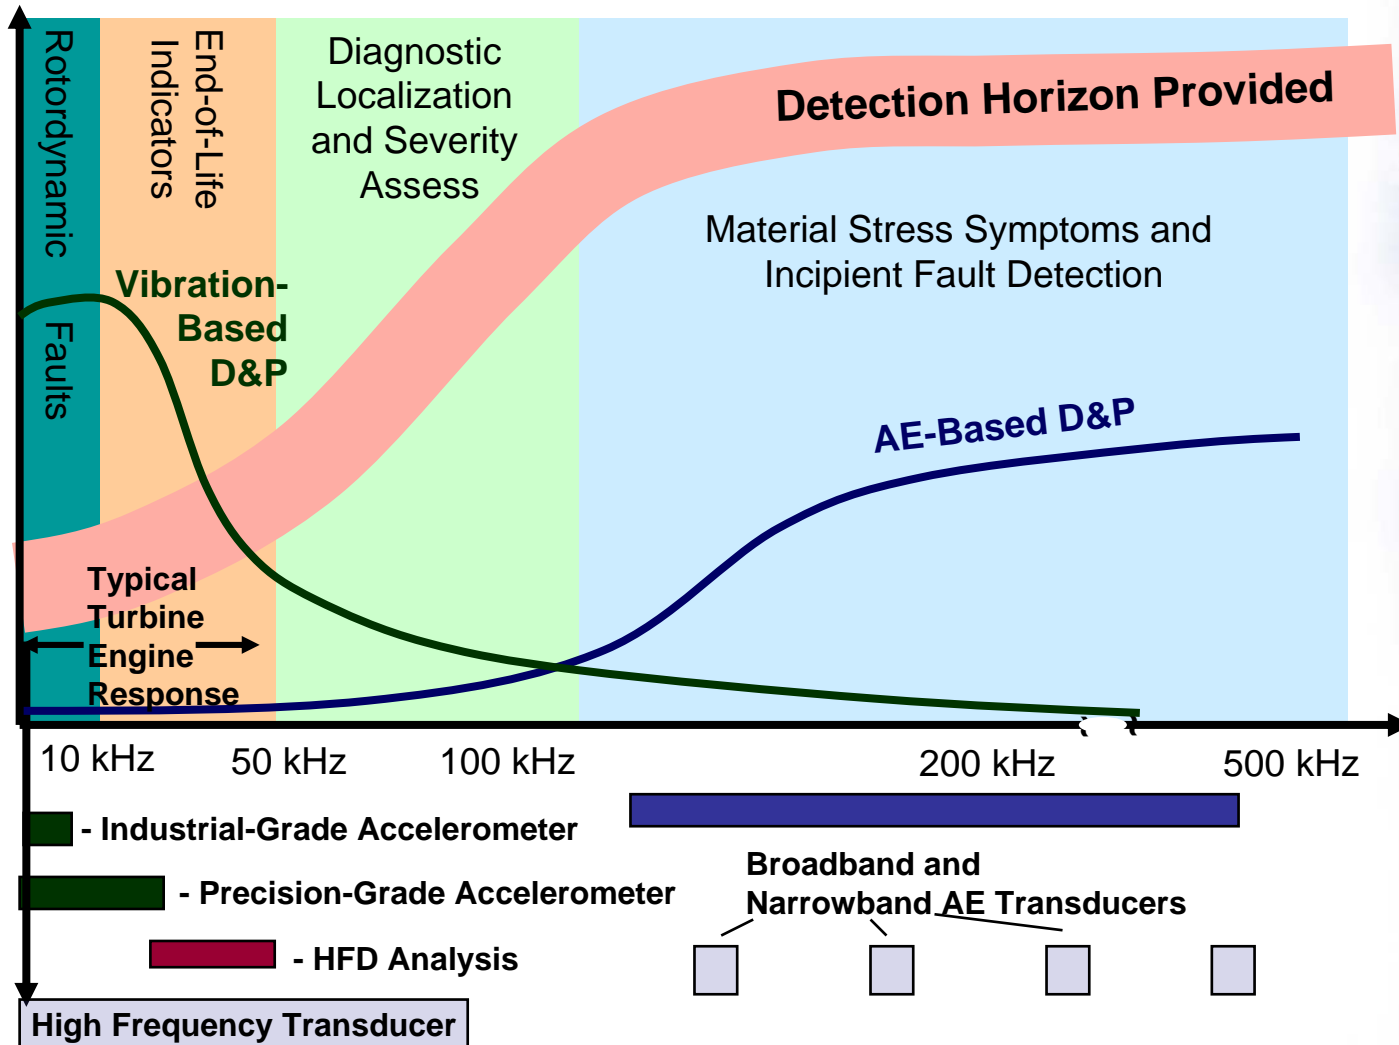 Rotordynamic Faults
End-of-Life
Indicators
Diagnostic
Localization
and Severity
Assess
Detection Horizon Provided
Material Stress Symptoms and
Incipient Fault Detection
Vibration-
Based
D&P
AE-Based D&P
Typical
Turbine
Engine
Response
10 kHz
50 kHz
100 kHz
200 kHz
500 kHz
- Industrial-Grade Accelerometer
- Precision-Grade Accelerometer
- HFD Analysis
High Frequency Transducer
Broadband and
Narrowband AE Transducers